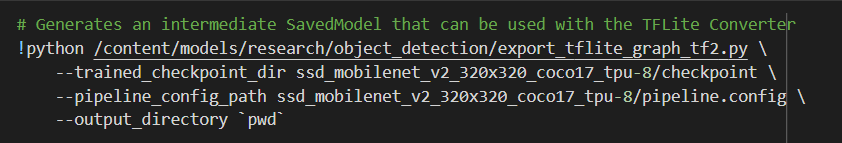 # Generates an intermediate SavedModel that can be used with the TFLite Converter
!python /content/models/research/object_detection/export_tflite_graph_tf2.py \
--trained_checkpoint_dir ssd_mobilenet_v2_320x320_coco17_tpu-8/checkpoint \
--pipeline_config_path ssd_mobilenet_v2_320x320_coco17_tpu-8/pipeline.config \
--output_directory `pwd`